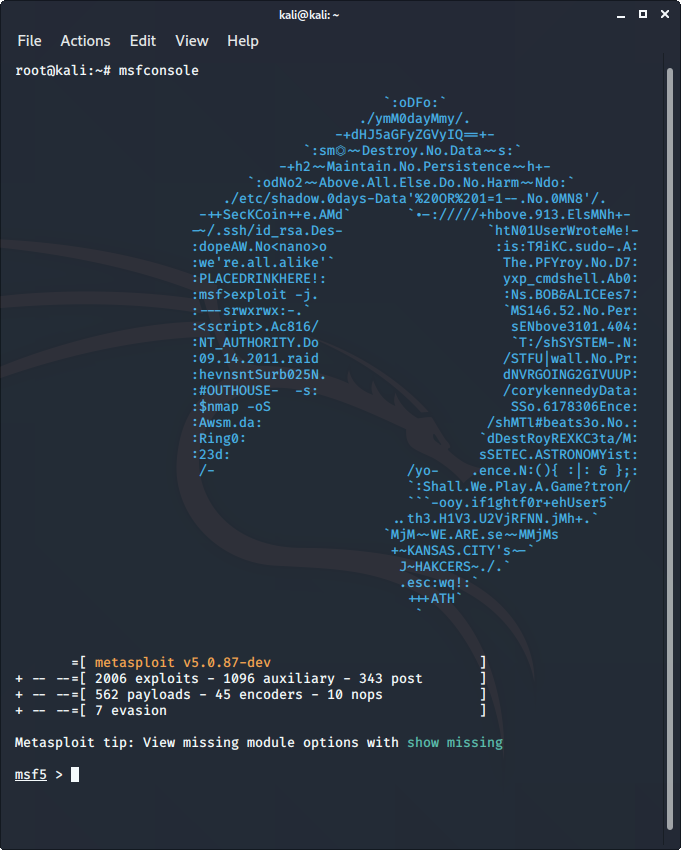 kali@kali: ~
File Actions Edit View Help
root@kali:~# msfconsole
`:oDFo:`
./ymM0dayMmy/.
-+dHJ5aGFyZGVyIQ==+-
`:sm⏣~~Destroy.No.Data~~s:`
-+h2~~Maintain.No.Persistence~~h+-
`:odNo2~~Above.All.Else.Do.No.Harm~~Ndo:`
./etc/shadow.0days-Data'%20OR%201=1--.No.0MN8'/.
-++SecKCoin++e.AMd` `•-://///+hbove.913.ElsMNh+-
-~/.ssh/id_rsa.Des- `htN01UserWroteMe!-
:dopeAW.No<nano>o :is:TЯiKC.sudo-.A:
:we're.all.alike'` The.PFYroy.No.D7:
:PLACEDRINKHERE!: yxp_cmdshell.Ab0:
:msf>exploit -j. :Ns.BOB&ALICEes7:
:---srwxrwx:-.` `MS146.52.No.Per:
:<script>.Ac816/ sENbove3101.404:
:NT_AUTHORITY.Do `T:/shSYSTEM-.N:
:09.14.2011.raid /STFU|wall.No.Pr:
:hevnsntSurb025N. dNVRGOING2GIVUUP:
:#OUTHOUSE- -s: /corykennedyData:
:$nmap -oS SSo.6178306Ence:
:Awsm.da: /shMTl#beats3o.No.:
:Ring0: `dDestRoyREXKC3ta/M:
:23d: sSETEC.ASTRONOMYist:
/- /yo- .ence.N:(){ :|: & };:
`:Shall.We.Play.A.Game?tron/
```-ooy.if1ghtf0r+ehUser5`
..th3.H1V3.U2VjRFNN.jMh+.`
`MjM~~WE.ARE.se~~MMjMs
+~KANSAS.CITY's~-`
J~HAKCERS~./.`
.esc:wq!:`
+++ATH`
`
=[ metasploit v5.0.87-dev ]
+ -- --=[ 2006 exploits - 1096 auxiliary - 343 post ]
+ -- --=[ 562 payloads - 45 encoders - 10 nops ]
+ -- --=[ 7 evasion ]
Metasploit tip: View missing module options with show missing
msf5 >